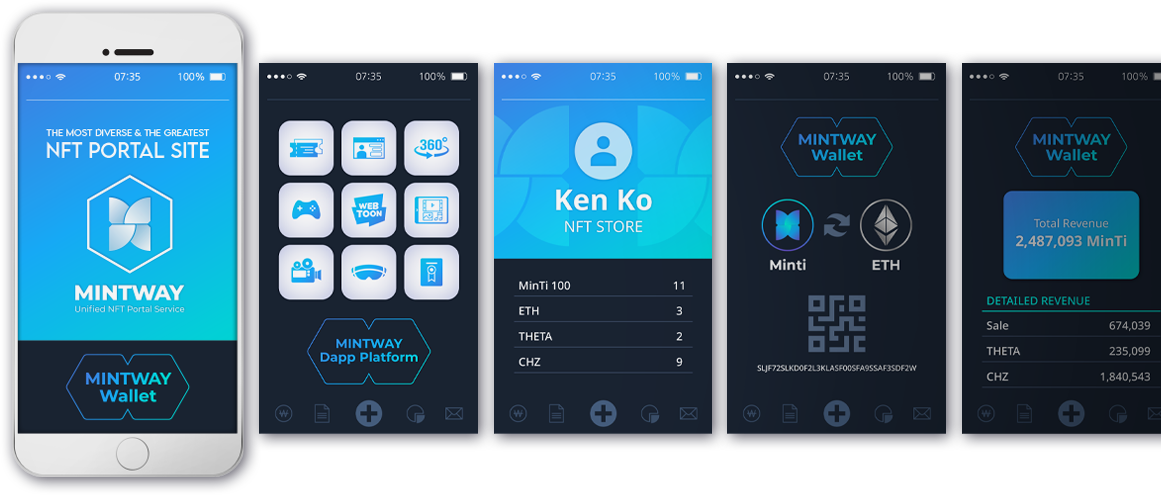 07:35
100%
THE MOST DIVERSE & THE GREATEST
NFT PORTAL SITE
MINTWAY
Unified NFT Portal Service
MINTWAY
Wallet
07:35
100%
360°
WEB
TOON
MINTWAY
Dapp Platform
07:35
100%
Ken Ko
NFT STORE
MinTi 100 11
ETH 3
THETA 2
CHZ 9
07:35
100%
MINTWAY
Wallet
Minti
ETH
SLJF72SLKD0F2L3KLASF00SFA9SSAF3SDF2W
07:35
100%
MINTWAY
Wallet
Total Revenue
2,487,093 MinTi
DETAILED REVENUE
Sale 674,039
THETA 235,099
CHZ 1,840,543